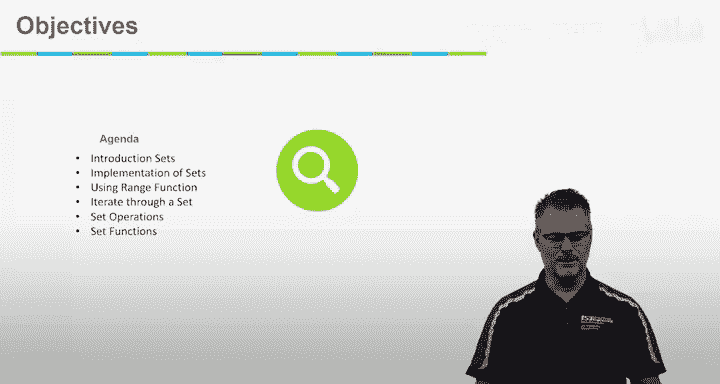 Objectives
Agenda
• Introduction Sets
• Implementation of Sets
• Using Range Function
• Iterate through a Set
• Set Operations
• Set Functions